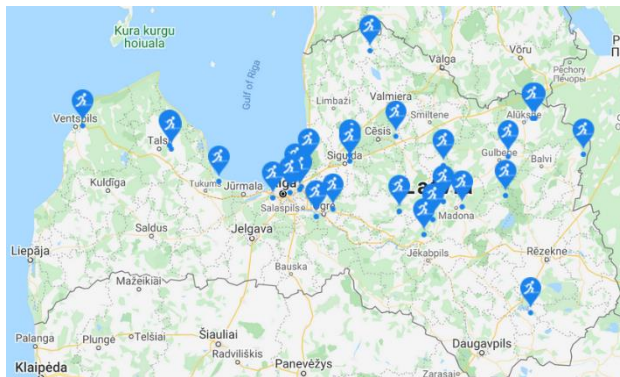 Kura kurgu
hoiuala
Gulf of Riga
Ventspils
Talsi
Kuldīga
Tukums
Jūrmala
Saldus
Liepāja
Jelgava
Salaspils
Bauska
Limbaži
Valmiera
Valga
Võru
Pechory
Печоры
Smiltene
Cēsis
Sigulda
Alūksne
Gulbene
Balvi
Madona
Jēkabpils
Rēzekne
Daugavpils
Mažeikiai
Palanga
Plungė
Telšiai
Šiauliai
Radviliškis
Klaipėda
Panevėžys
Zarasai